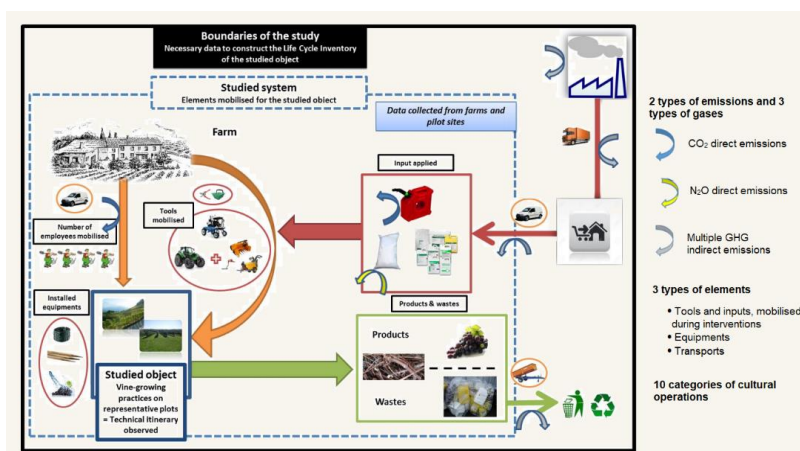 Boundaries of the study
Necessary data to construct the Life Cycle Inventory
of the studied object
Studied system
Elements mobilised for the studied object
Data collected from farms and
pilot sites
Farm
Input applied
Tools
mobilised
Number of
employees mobilised
Installed
equipments
Products & wastes
Products
Wastes
Studied object
Vine-growing
practices on
representative plots
= Technical itinerary
observed
2 types of emissions and 3
types of gases
CO₂ direct emissions
N₂O direct emissions
Multiple GHG
indirect emissions
3 types of elements
• Tools and inputs, mobilised
during interventions
• Equipments
• Transports
10 categories of cultural
operations